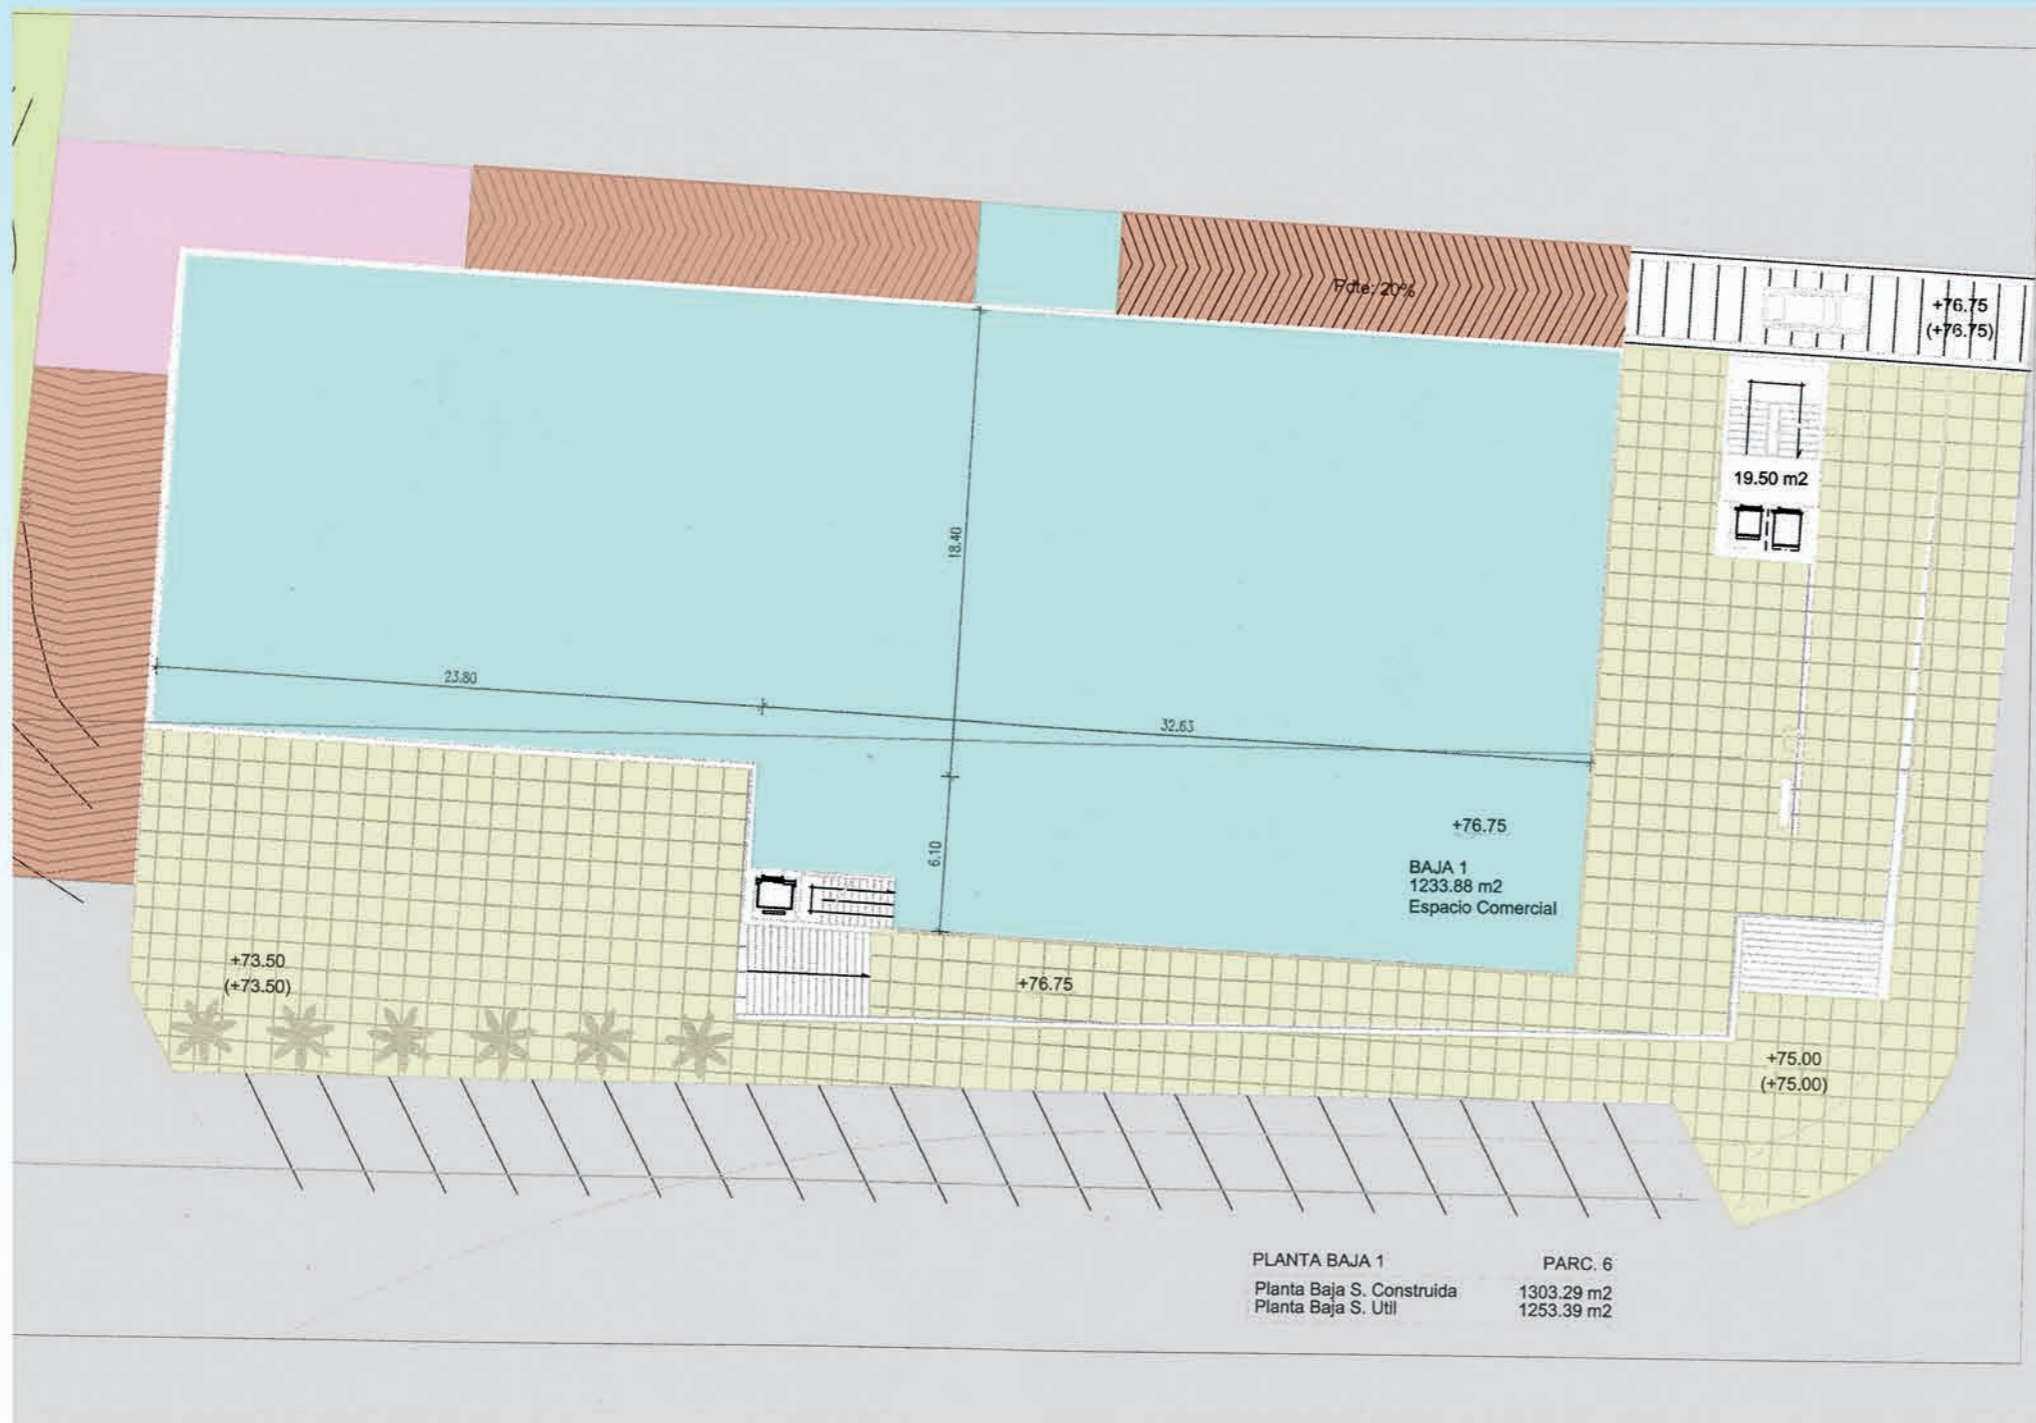 Pdte: 20%
+76.75
(+76.75)
19.50 m2
18.40
23.80
32.63
+76.75
6.10
BAJA 1
1233.88 m2
Espacio Comercial
+73.50
(+73.50)
+76.75
+75.00
(+75.00)
PLANTA BAJA 1 PARC. 6
Planta Baja S. Construida 1303.29 m2
Planta Baja S. Util 1253.39 m2